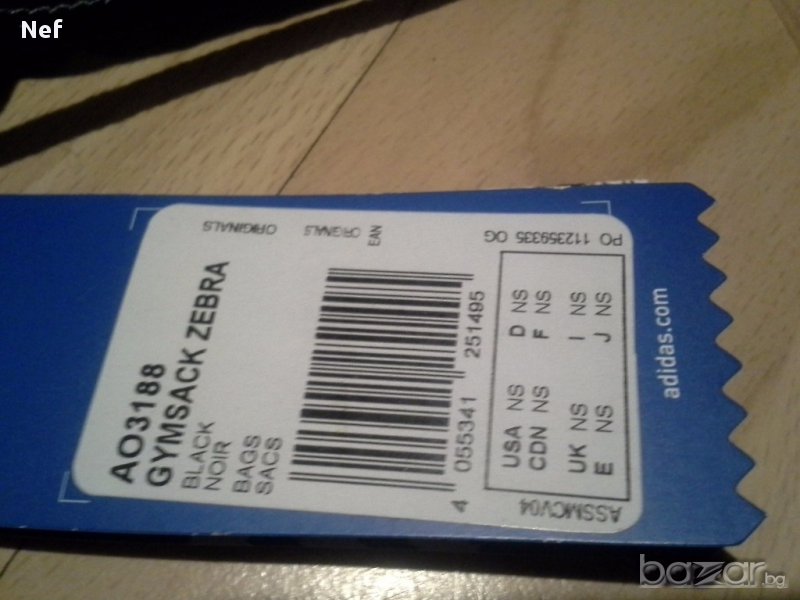 Nef
AO3188
GYMSACK ZEBRA
BLACK
NOIR
BAGS
SACS
ORIGINALS
ORIGINALS
EAN
4 055341 251495
USA NS D NS
CDN NS F NS
UK NS I NS
E NS J NS
PO 112359335 OG
ASSMCV04
adidas.com
bazar.bg